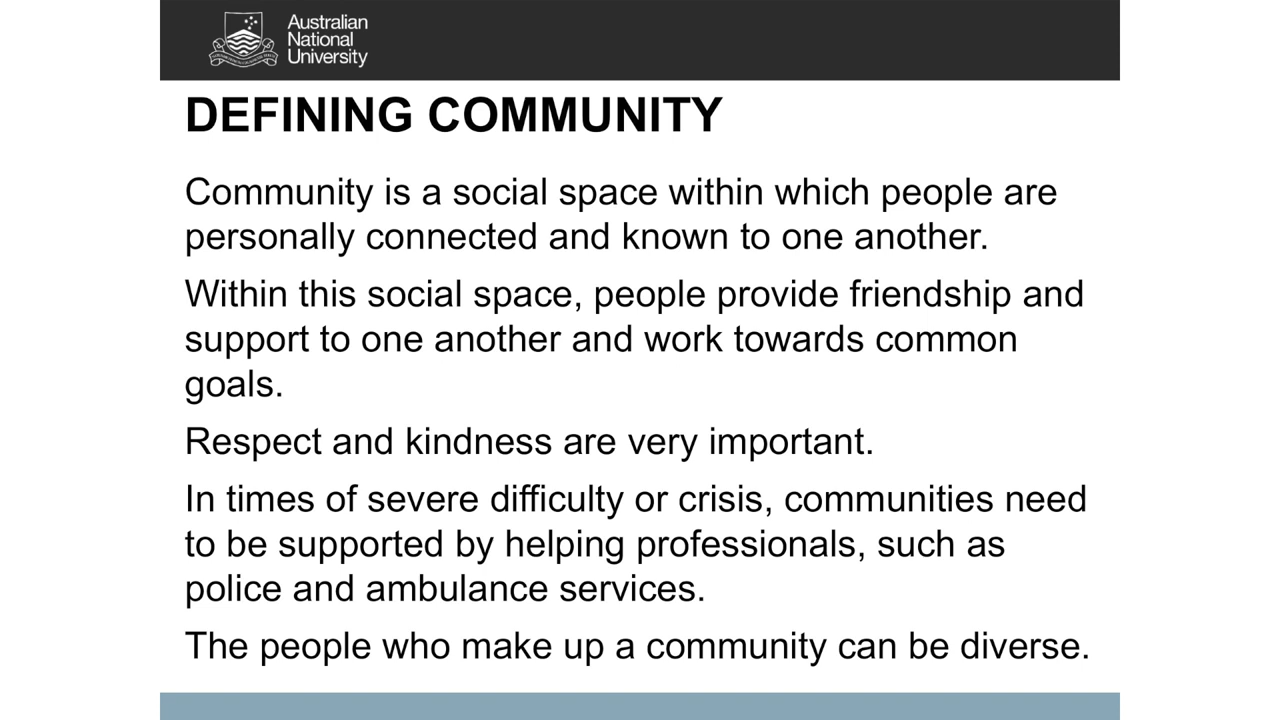 Australian
National
University
DEFINING COMMUNITY
Community is a social space within which people are
personally connected and known to one another.
Within this social space, people provide friendship and
support to one another and work towards common
goals.
Respect and kindness are very important.
In times of severe difficulty or crisis, communities need
to be supported by helping professionals, such as
police and ambulance services.
The people who make up a community can be diverse.